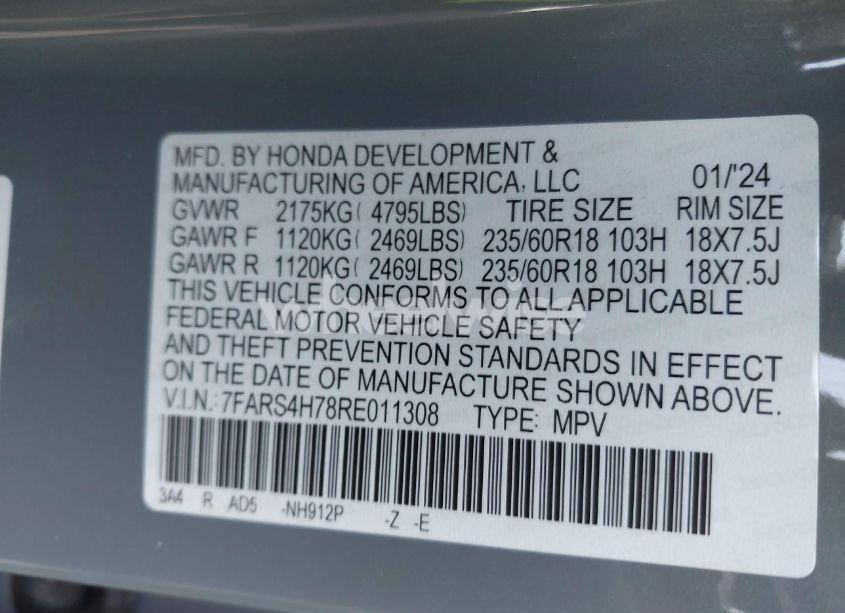 MFD. BY HONDA DEVELOPMENT &
MANUFACTURING OF AMERICA, LLC 01/'24
GVWR 2175KG( 4795LBS) TIRE SIZE RIM SIZE
GAWR F 1120KG( 2469LBS) 235/60R18 103H 18X7.5J
GAWR R 1120KG( 2469LBS) 235/60R18 103H 18X7.5J
THIS VEHICLE CONFORMS TO ALL APPLICABLE
FEDERAL MOTOR VEHICLE SAFETY
AND THEFT PREVENTION STANDARDS IN EFFECT
ON THE DATE OF MANUFACTURE SHOWN ABOVE.
V.I.N.: 7FARS4H78RE011308 TYPE: MPV
3A4 R AD5 -NH912P -Z -E